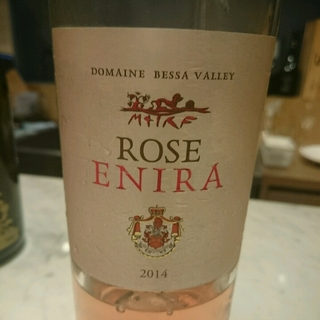 DOMAINE BESSA VALLEY
ROSE
ENIRA
2014